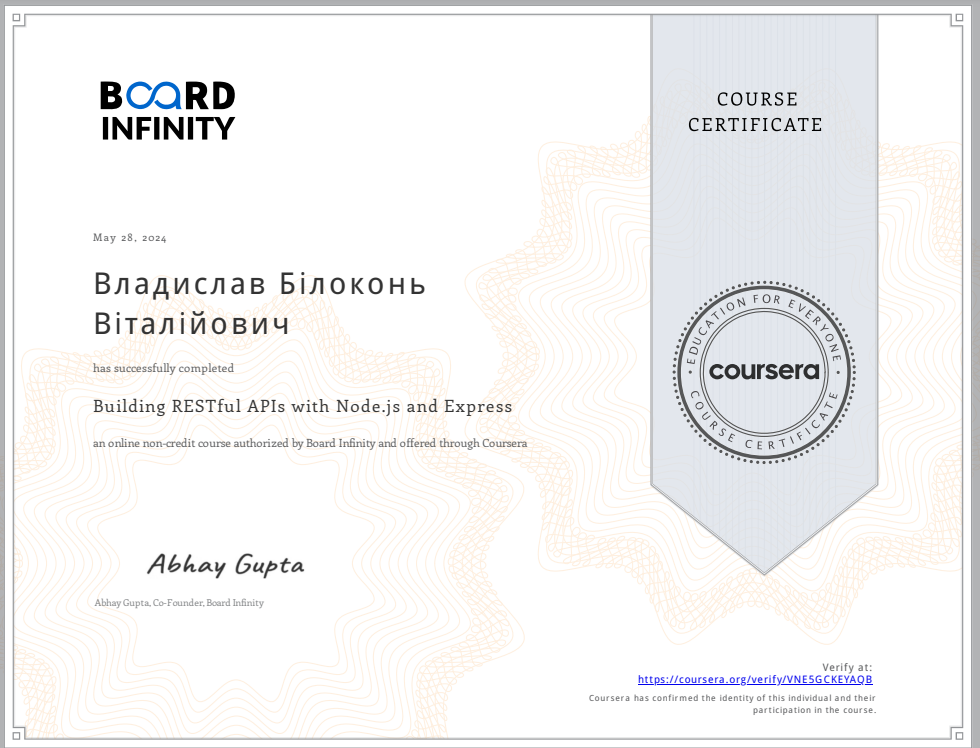 BOARD
INFINITY
COURSE
CERTIFICATE
May 28, 2024
Владислав Білоконь
Віталійович
has successfully completed
Building RESTful APIs with Node.js and Express
an online non-credit course authorized by Board Infinity and offered through Coursera
EDUCATION FOR EVERYONE
coursera
COURSE CERTIFICATE
Abhay Gupta
Abhay Gupta, Co-Founder, Board Infinity
Verify at:
https://coursera.org/verify/VNE5GCKEYAQB
Coursera has confirmed the identity of this individual and their
participation in the course.